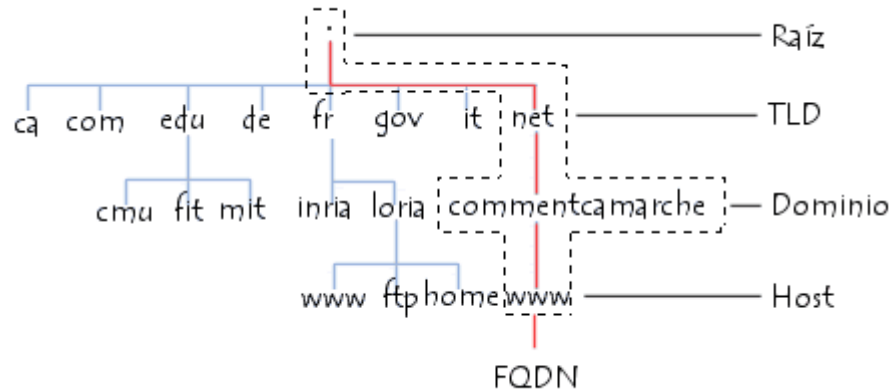 . Raíz
ca com edu de fr gov it net TLD
cmu fit mit inria loria commentcamarche Dominio
www ftp home www Host
FQDN